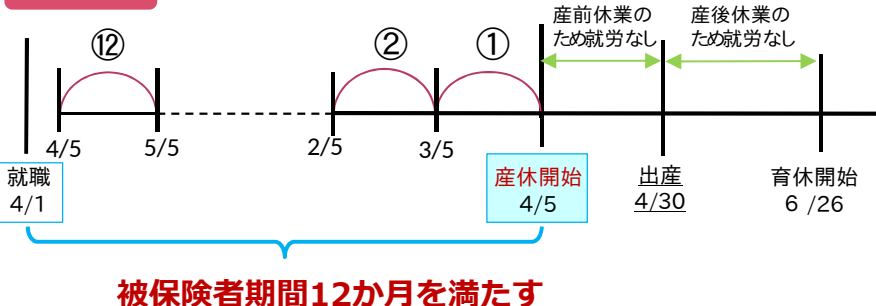 産前休業の
ため就労なし
産後休業の
ため就労なし
⑫
②
①
4/5
5/5
2/5
3/5
就職
4/1
産休開始
4/5
出産
4/30
育休開始
6 /26
被保険者期間12か月を満たす